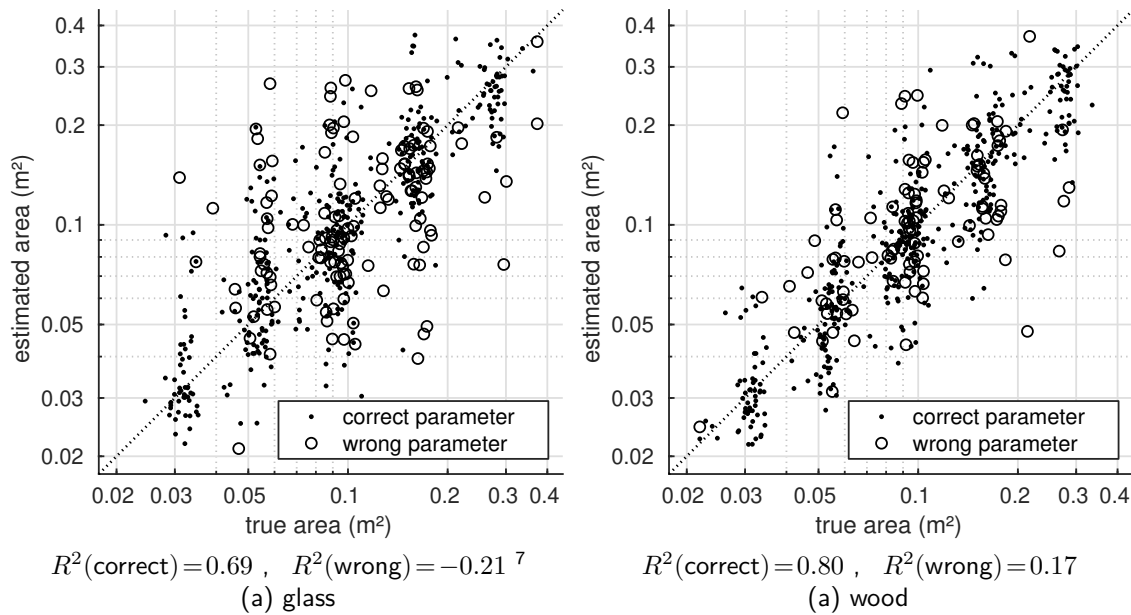 0.4
0.3
0.2
0.1
0.05
0.03
0.02
estimated area (m²)
correct parameter
wrong parameter
0.02 0.03 0.05 0.1 0.2 0.3 0.4
true area (m²)
R²(correct)=0.69 , R²(wrong)=−0.21 ⁷
(a) glass
0.4
0.3
0.2
0.1
0.05
0.03
0.02
estimated area (m²)
correct parameter
wrong parameter
0.02 0.03 0.05 0.1 0.2 0.3 0.4
true area (m²)
R²(correct)=0.80 , R²(wrong)=0.17
(a) wood